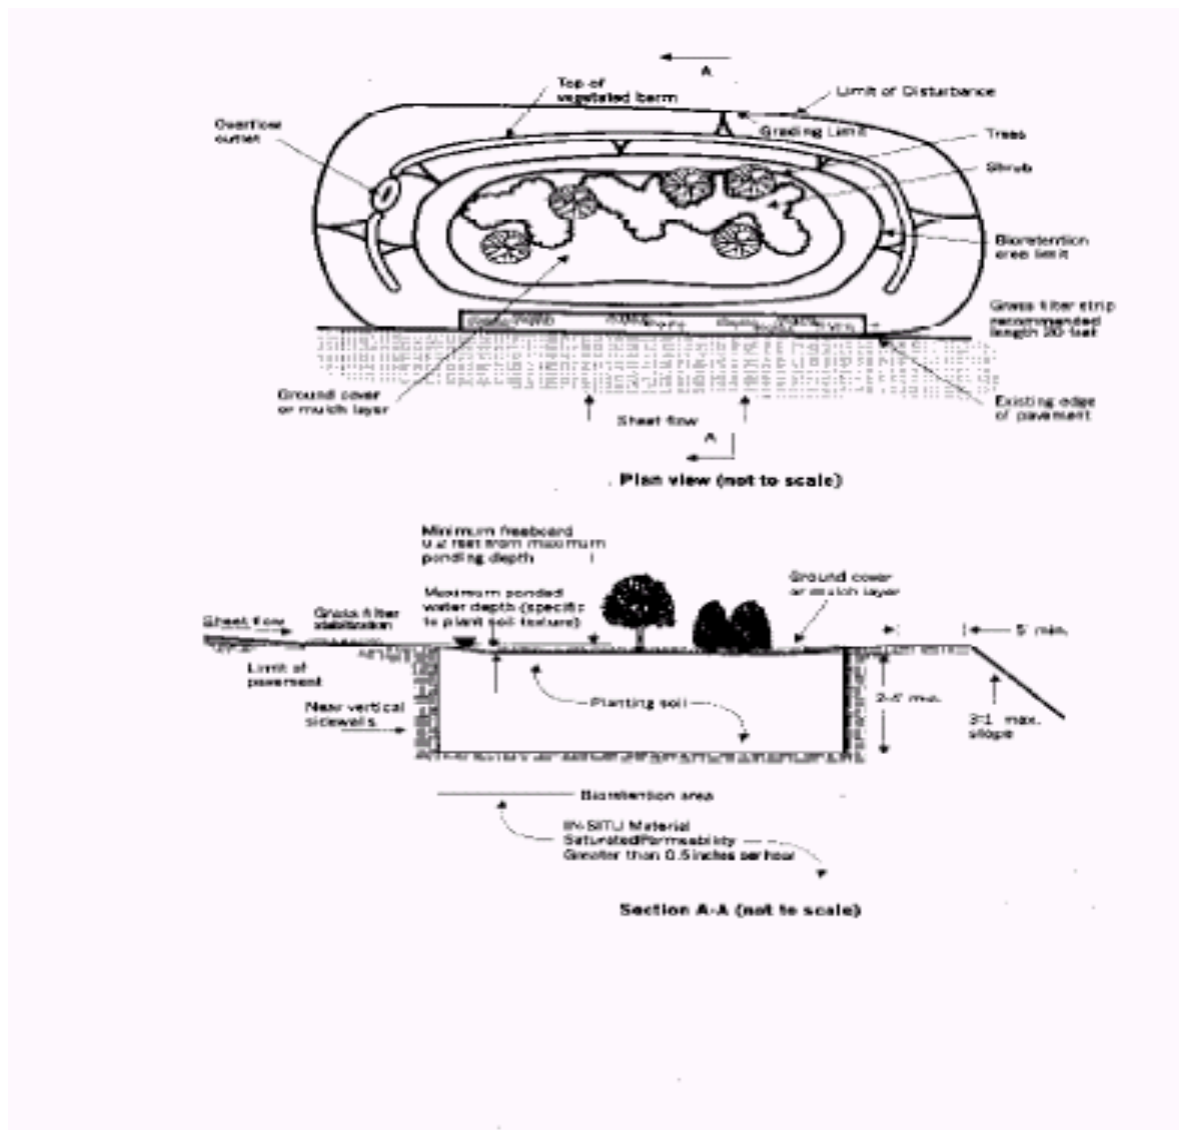 A
Top of
vegetated berm
Limit of Disturbance
Overflow
outlet
Grading Limit
Trees
Shrub
Bioretention
area limit
Grass filter strip
recommended
length 20 feet
Ground cover
or mulch layer
Existing edge
of pavement
Sheet flow
A
Plan view (not to scale)
Minimum freeboard
0.2 feet from maximum
ponding depth
Ground cover
or mulch layer
Maximum ponded
water depth (specific
to plant soil texture)
Sheet flow
Grass filter
stabilization
5' min.
Limit of
pavement
Near vertical
sidewalls
Planting soil
3:1 max.
slope
Bioretention area
IN-SITU Material
Saturated Permeability
Greater than 0.5 inches per hour
Section A-A (not to scale)